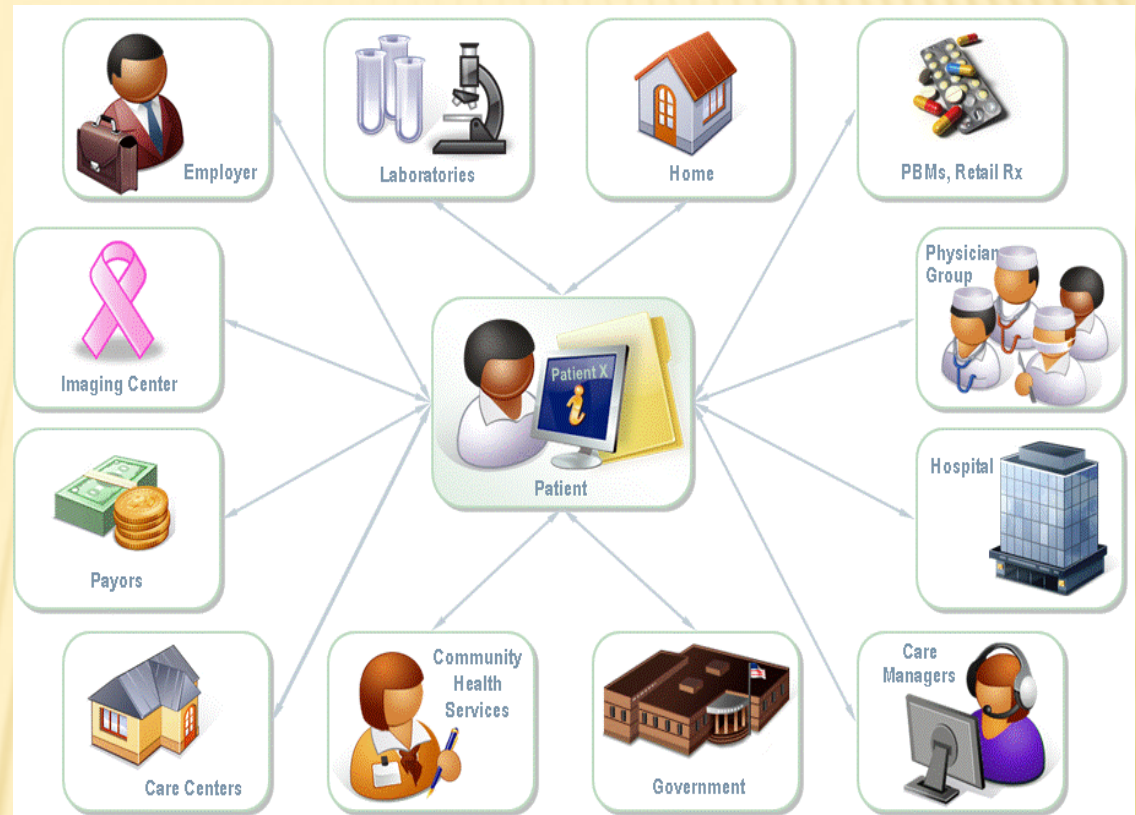 Employer
Laboratories
Home
PBMs, Retail Rx
Imaging Center
Patient X
i
Patient
Physician
Group
Payors
Hospital
Care Centers
Community
Health
Services
Government
Care
Managers